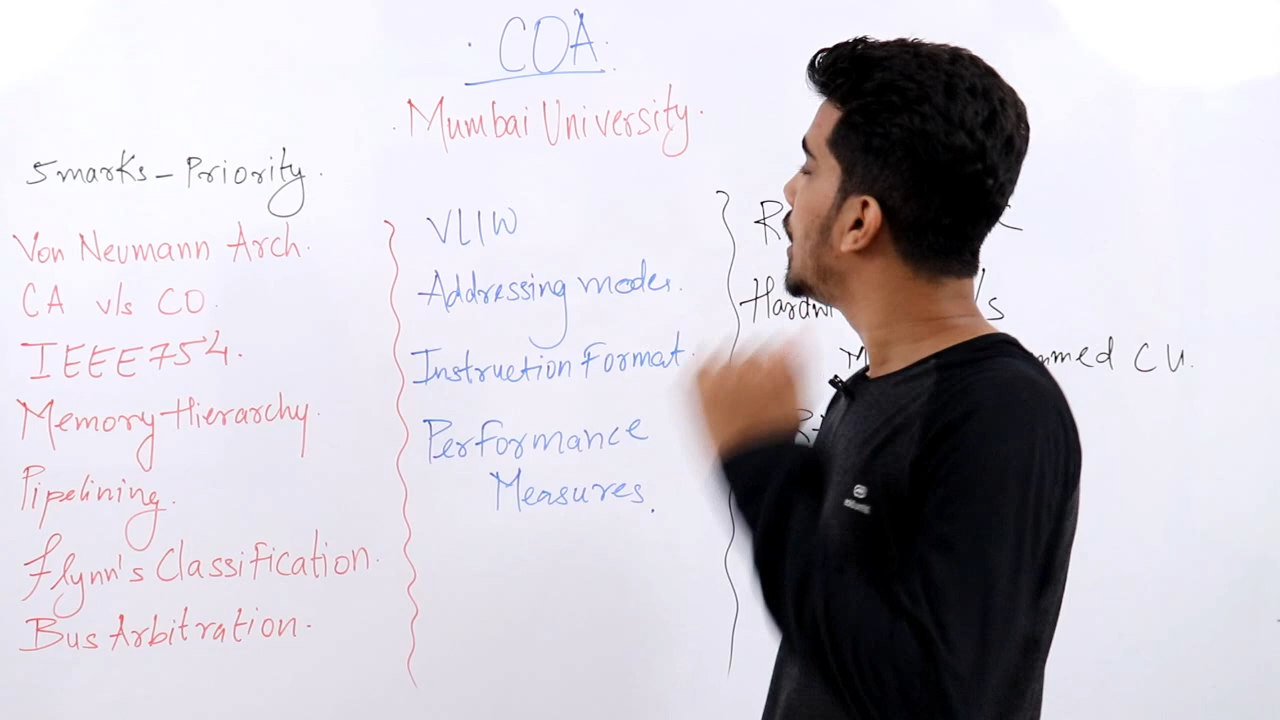 COA
Mumbai University.
5marks - Priority.
Von Neumann Arch.
CA v/s CO.
IEEE754.
Memory Hierarchy.
Pipelining.
Flynn's Classification.
Bus Arbitration.
VLIW
Addressing modes.
Instruction Format.
Performance
Measures.
CU.